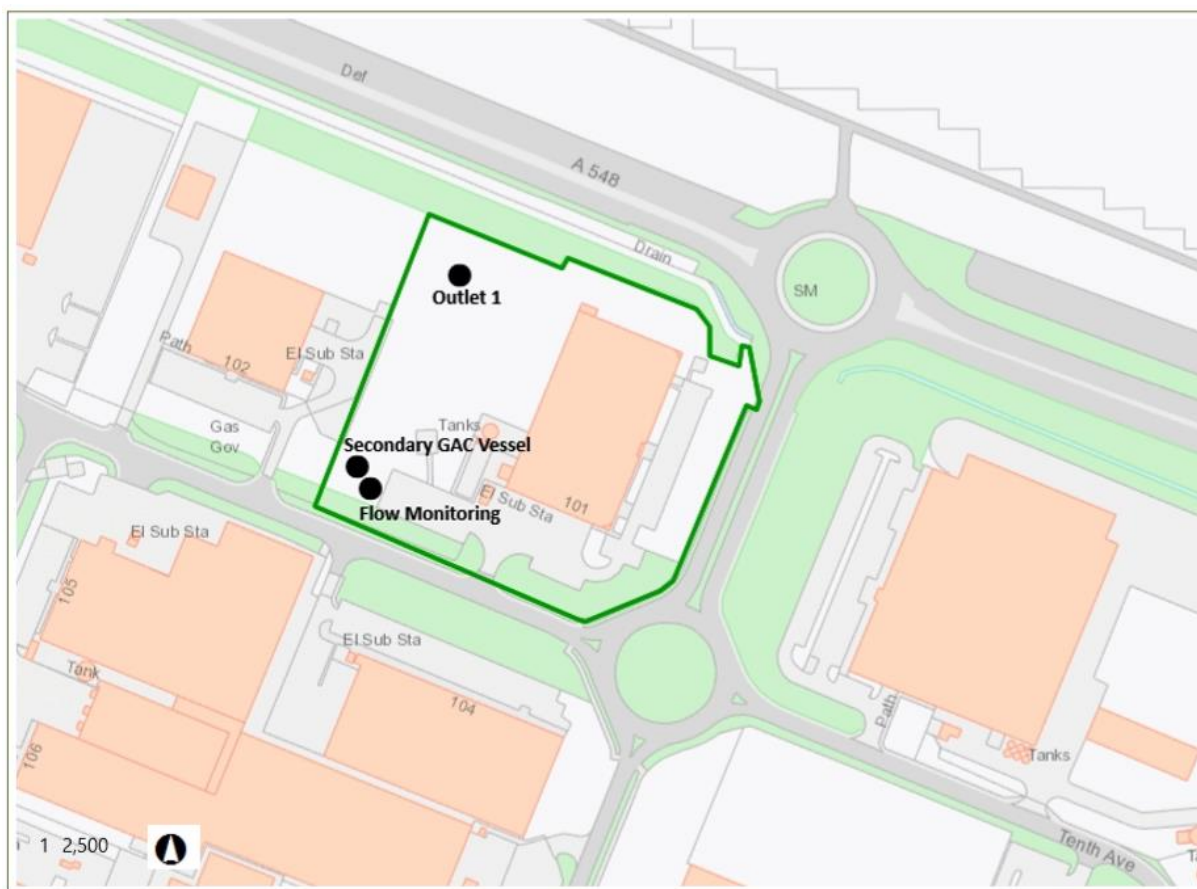 Def
A 548
Drain
SM
Outlet 1
Path
102
El Sub Sta
Gas
Gov
Tanks
Secondary GAC Vessel
Flow Monitoring
El Sub Sta
101
El Sub Sta
105
El Sub Sta
Tank
104
106
Path
Tanks
Tenth Ave
1 2,500